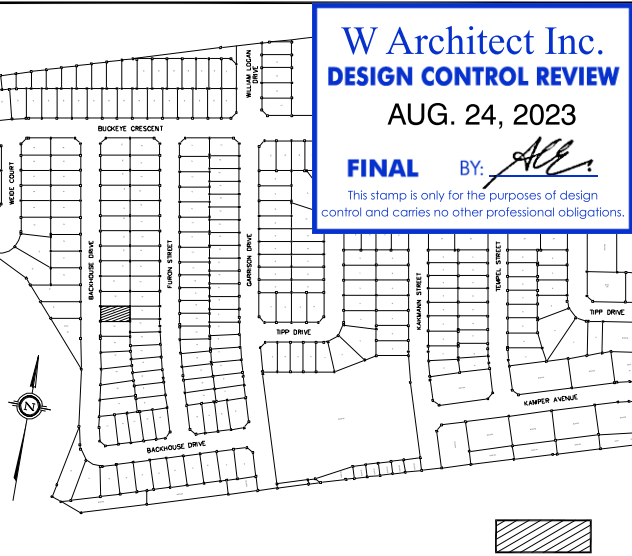 W Architect Inc.
DESIGN CONTROL REVIEW
AUG. 24, 2023
FINAL BY:
This stamp is only for the purposes of design
control and carries no other professional obligations.
WILLIAM LOGAN
DRIVE
BUCKEYE CRESCENT
WEIDE COURT
BACKHOUSE DRIVE
FURON STREET
GARRISON DRIVE
KAKMANN STREET
TEMPEL STREET
TIPP DRIVE
TIPP DRIVE
KAMPER AVENUE
BACKHOUSE DRIVE
N